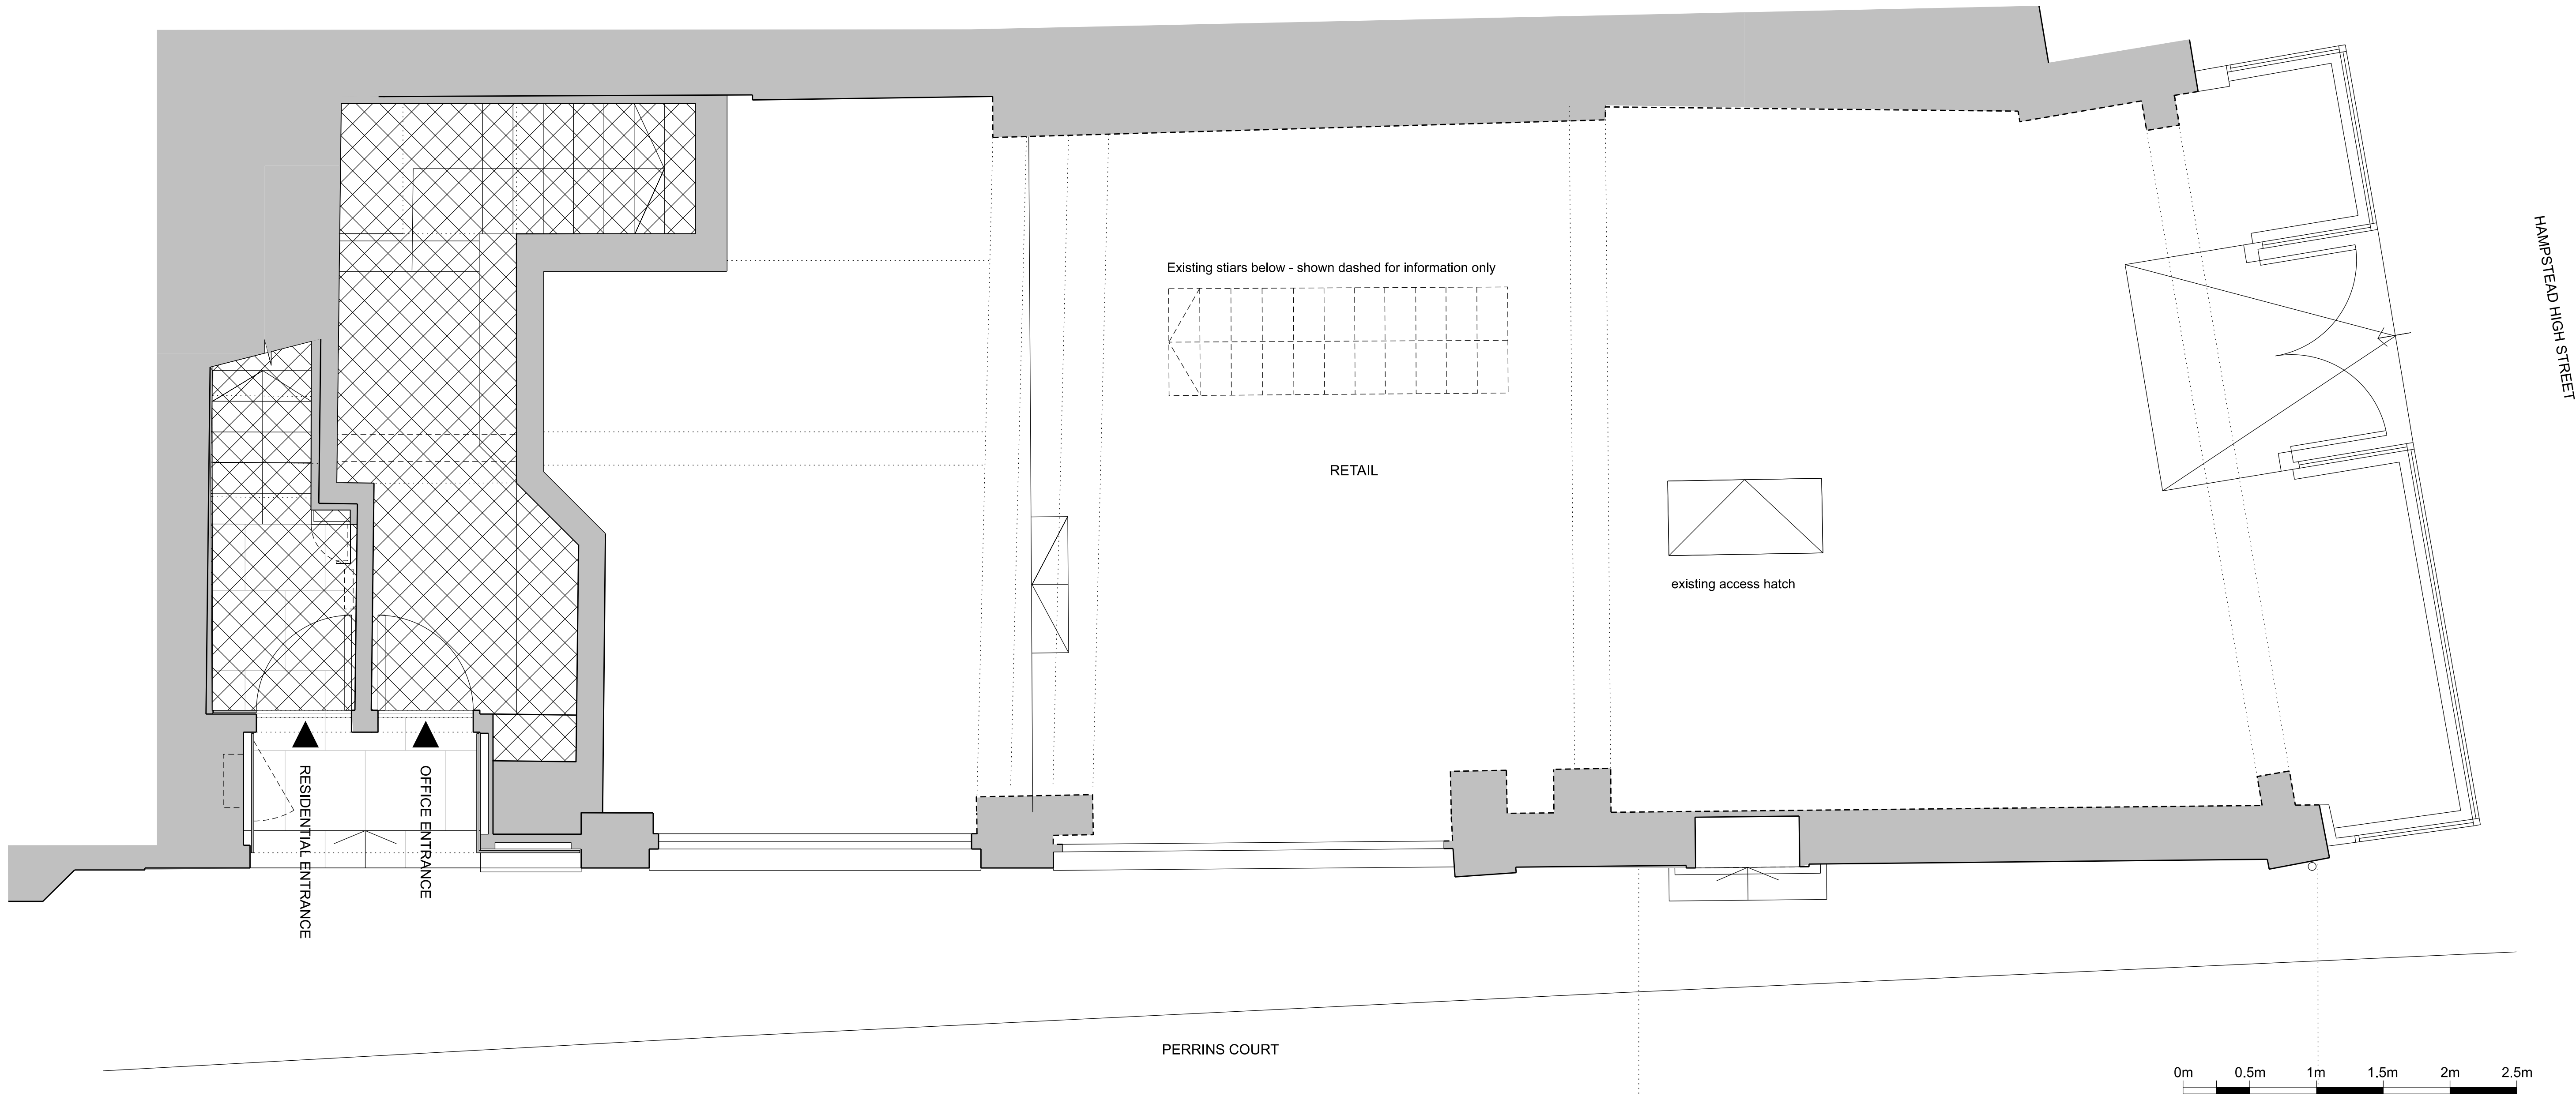 HAMPSTEAD HIGH STREET
Existing stiars below - shown dashed for information only
RETAIL
existing access hatch
RESIDENTIAL ENTRANCE
OFFICE ENTRANCE
PERRINS COURT
0m 0.5m 1m 1.5m 2m 2.5m